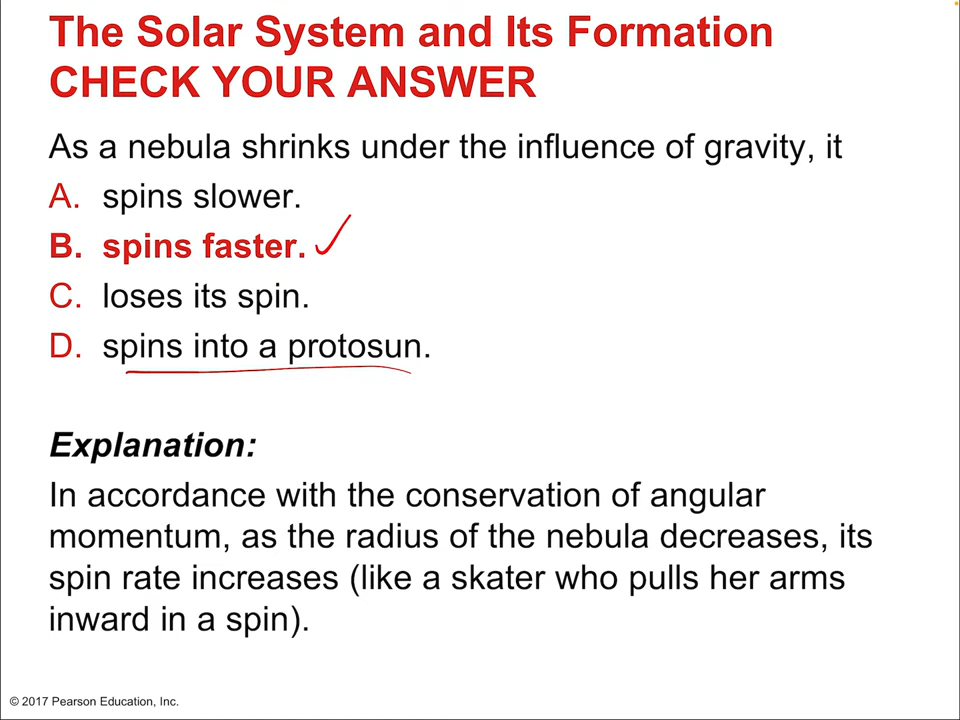 The Solar System and Its Formation
CHECK YOUR ANSWER
As a nebula shrinks under the influence of gravity, it
A. spins slower.
B. spins faster.
C. loses its spin.
D. spins into a protosun.
Explanation:
In accordance with the conservation of angular
momentum, as the radius of the nebula decreases, its
spin rate increases (like a skater who pulls her arms
inward in a spin).
© 2017 Pearson Education, Inc.